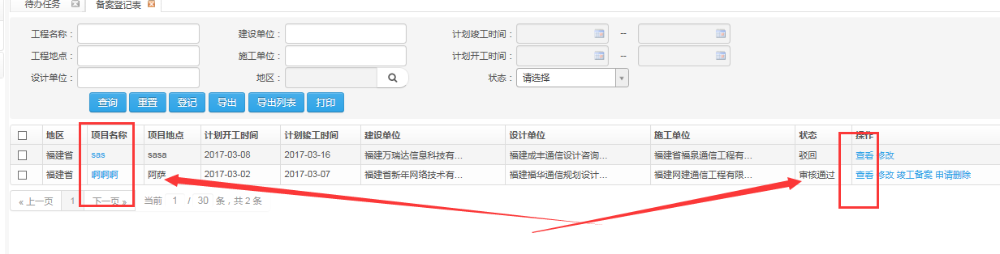 待办任务 备案登记表
工程名称： 建设单位： 计划竣工时间： --
工程地点： 施工单位： 计划开工时间： --
设计单位： 地区： 状态： 请选择
查询 重置 登记 导出 导出列表 打印
地区 项目名称 项目地点 计划开工时间 计划竣工时间 建设单位 设计单位 施工单位 状态 操作
福建省 sas sasa 2017-03-08 2017-03-16 福建万瑞达信息科技有... 福建成丰通信设计咨询... 福建省福泉通信工程有... 驳回 查看 修改
福建省 啊啊啊 阿萨 2017-03-02 2017-03-07 福建省新年网络技术有... 福建福华通信规划设计... 福建网建通信工程有限... 审核通过 查看 修改 竣工备案 申请删除
« 上一页 1 下一页 » 当前 1 / 30 条，共 2 条